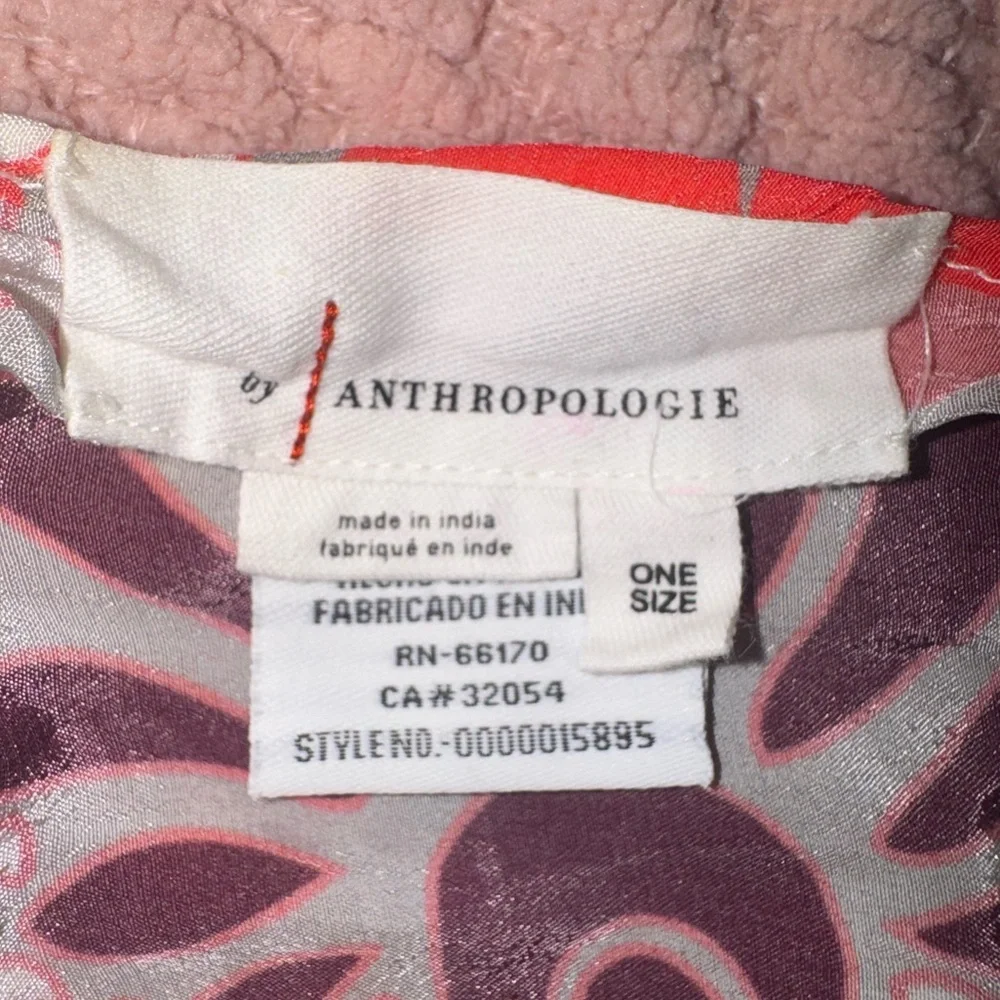 by ANTHROPOLOGIE
made in india
fabriqué en inde
ONE
SIZE
FABRICADO EN IN
RN-66170
CA#32054
STYLE NO.-0000015895